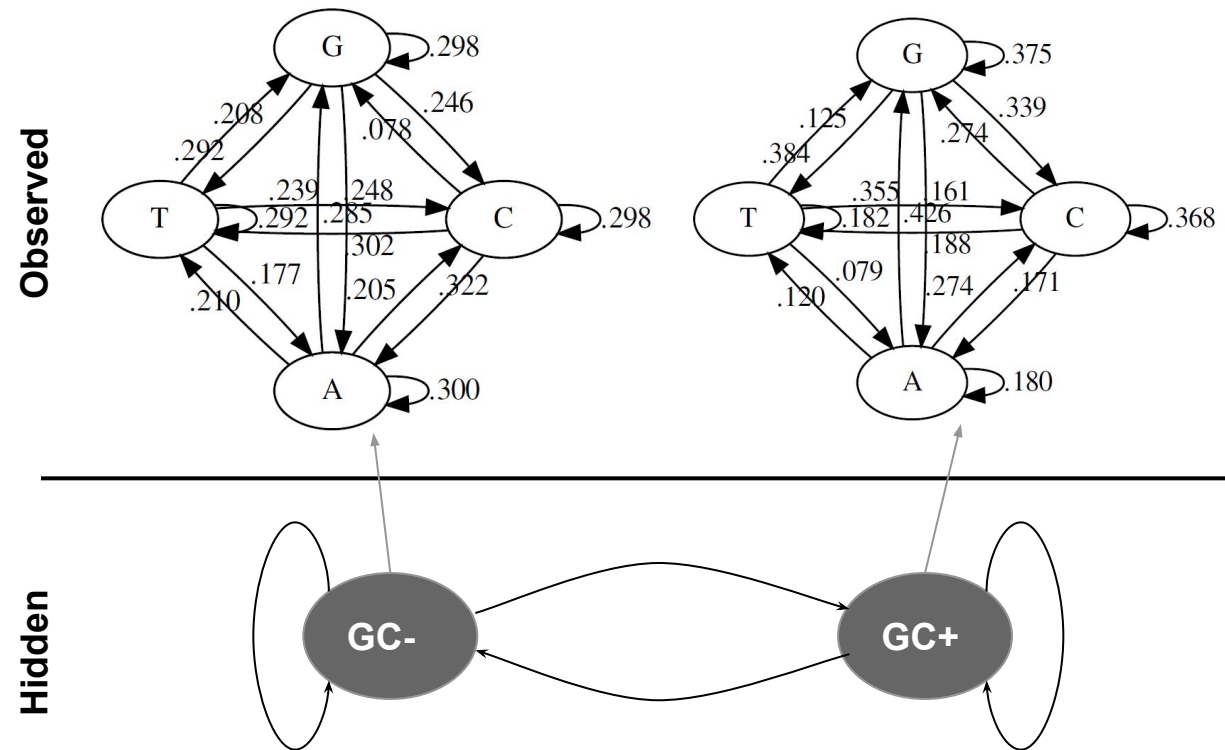 Observed
G
.298
.208
.246
.078
.292
T
.239
.248
.292
.285
C
.298
.302
.177
.205
.322
.210
A
.300
G
.375
.125
.339
.274
.384
T
.355
.161
.182
.426
C
.368
.188
.079
.274
.171
.120
A
.180
Hidden
GC-
GC+